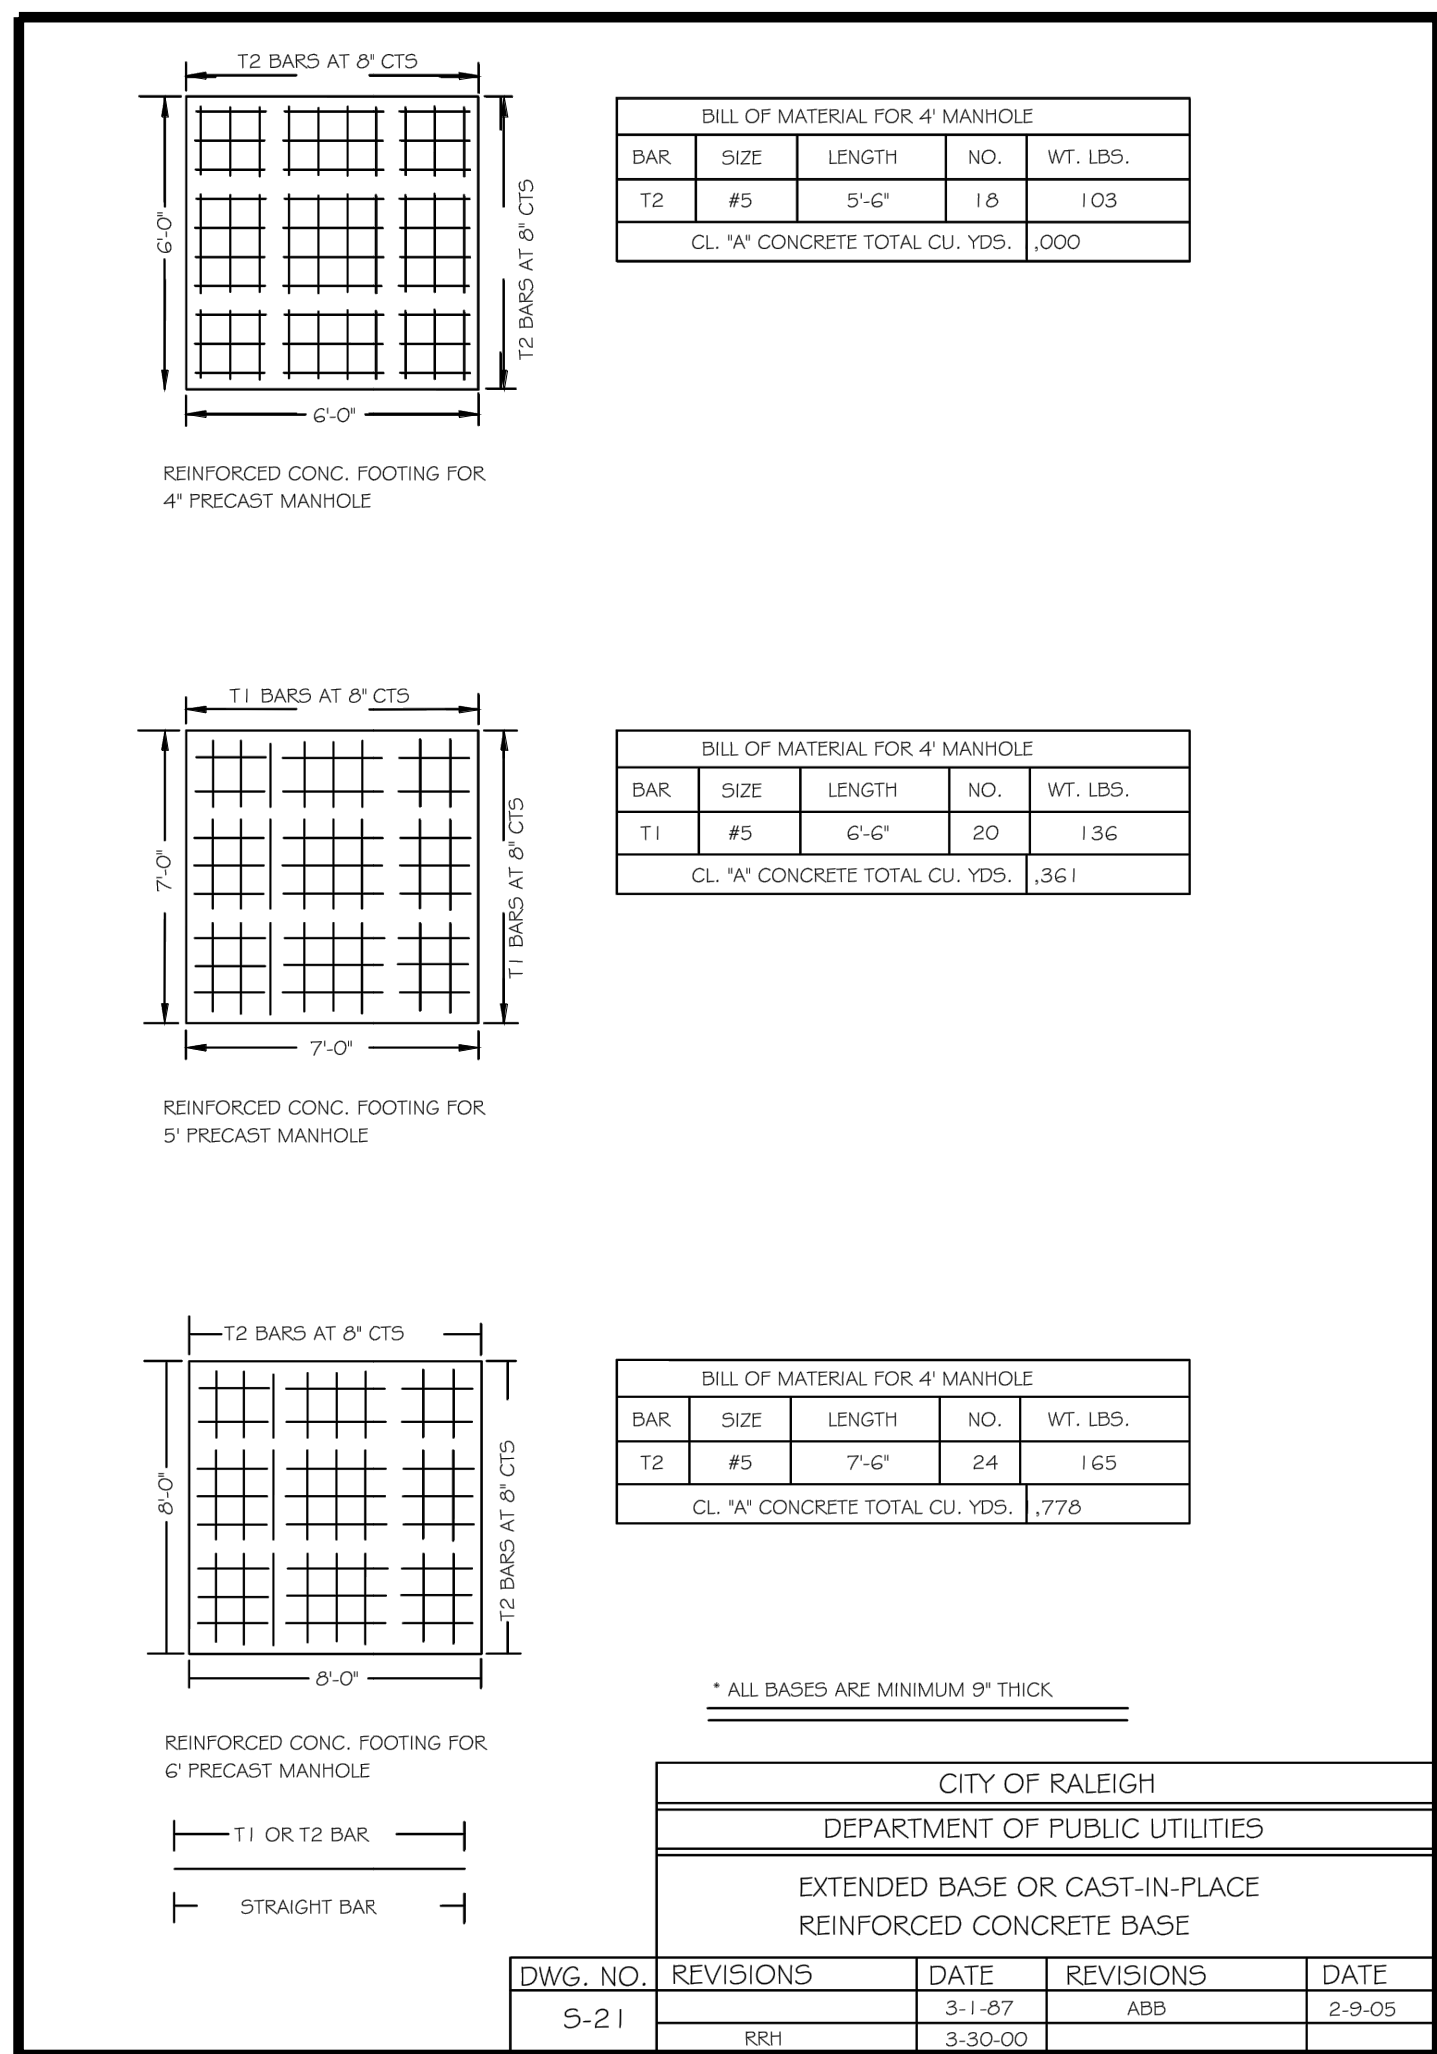 T2 BARS AT 8" CTS
6'-0"
T2 BARS AT 8" CTS
6'-0"
REINFORCED CONC. FOOTING FOR
4" PRECAST MANHOLE
BILL OF MATERIAL FOR 4' MANHOLE
BAR SIZE LENGTH NO. WT. LBS.
T2 #5 5'-6" 18 103
CL. "A" CONCRETE TOTAL CU. YDS. ,000
T1 BARS AT 8" CTS
7'-0"
T1 BARS AT 8" CTS
7'-0"
REINFORCED CONC. FOOTING FOR
5' PRECAST MANHOLE
BILL OF MATERIAL FOR 4' MANHOLE
BAR SIZE LENGTH NO. WT. LBS.
T1 #5 6'-6" 20 136
CL. "A" CONCRETE TOTAL CU. YDS. ,361
T2 BARS AT 8" CTS
8'-0"
T2 BARS AT 8" CTS
8'-0"
REINFORCED CONC. FOOTING FOR
6' PRECAST MANHOLE
BILL OF MATERIAL FOR 4' MANHOLE
BAR SIZE LENGTH NO. WT. LBS.
T2 #5 7'-6" 24 165
CL. "A" CONCRETE TOTAL CU. YDS. ,778
* ALL BASES ARE MINIMUM 9" THICK
T1 OR T2 BAR
STRAIGHT BAR
CITY OF RALEIGH
DEPARTMENT OF PUBLIC UTILITIES
EXTENDED BASE OR CAST-IN-PLACE
REINFORCED CONCRETE BASE
DWG. NO. REVISIONS DATE REVISIONS DATE
S-21 3-1-87 ABB 2-9-05
RRH 3-30-00